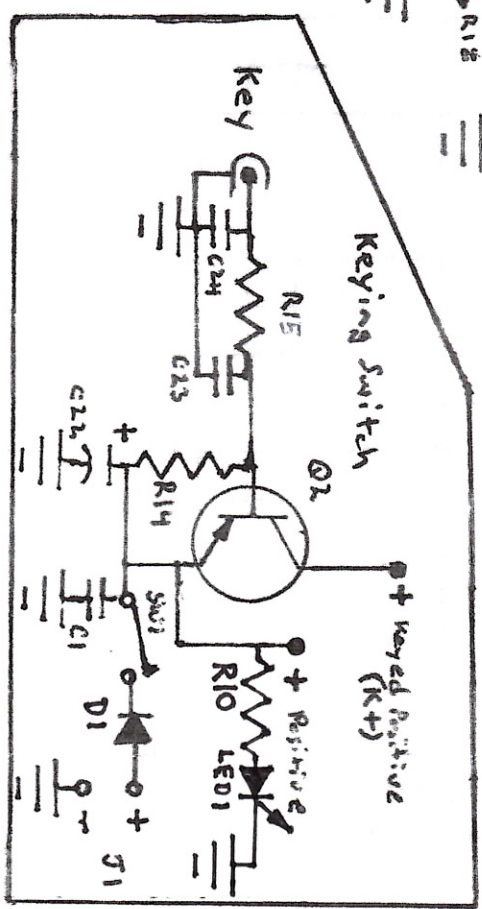 R18
Keying Switch
Key
C24
R15
C23
Q2
+ Keyed Positive
(K+)
+ Positive
R14
R10
LED1
C22
+
C1
SW1
D1
+
-
J1